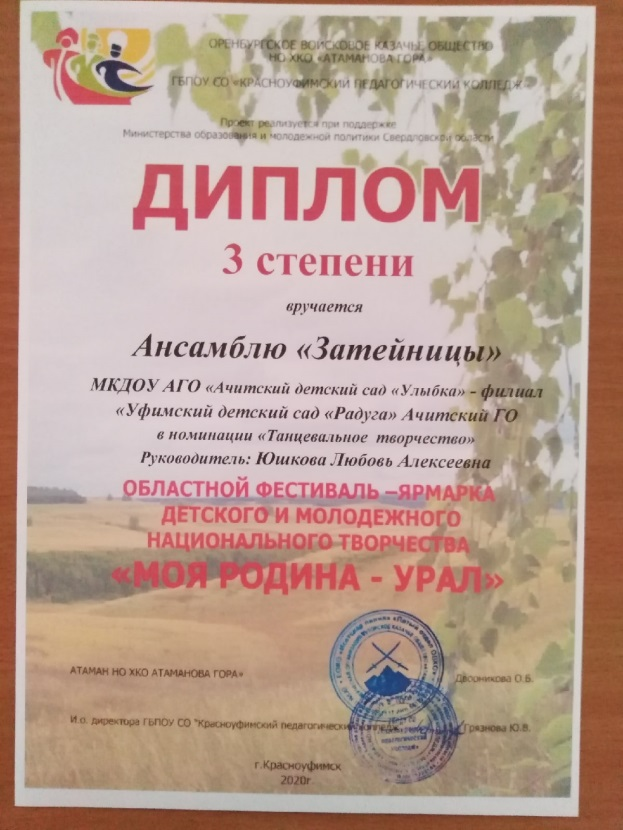 ОРЕНБУРГСКОЕ ВОЙСКОВОЕ КАЗАЧЬЕ ОБЩЕСТВО
НО ХКО «АТАМАНОВА ГОРА»
ГБПОУ СО «КРАСНОУФИМСКИЙ ПЕДАГОГИЧЕСКИЙ КОЛЛЕДЖ»
Проект реализуется при поддержке
Министерства образования и молодежной политики Свердловской области
ДИПЛОМ
3 степени
вручается
Ансамблю «Затейницы»
МКДОУ АГО «Ачитский детский сад «Улыбка» - филиал
«Уфимский детский сад «Радуга» Ачитский ГО
в номинации «Танцевальное творчество»
Руководитель: Юшкова Любовь Алексеевна
ОБЛАСТНОЙ ФЕСТИВАЛЬ –ЯРМАРКА
ДЕТСКОГО И МОЛОДЕЖНОГО
НАЦИОНАЛЬНОГО ТВОРЧЕСТВА
«МОЯ РОДИНА - УРАЛ»
АТАМАН НО ХКО АТАМАНОВА ГОРА» Дворникова О.Б.
И.о. директора ГБПОУ СО "Красноуфимский педагогический колледж Грязнова Ю.В.
г.Красноуфимск
2020г